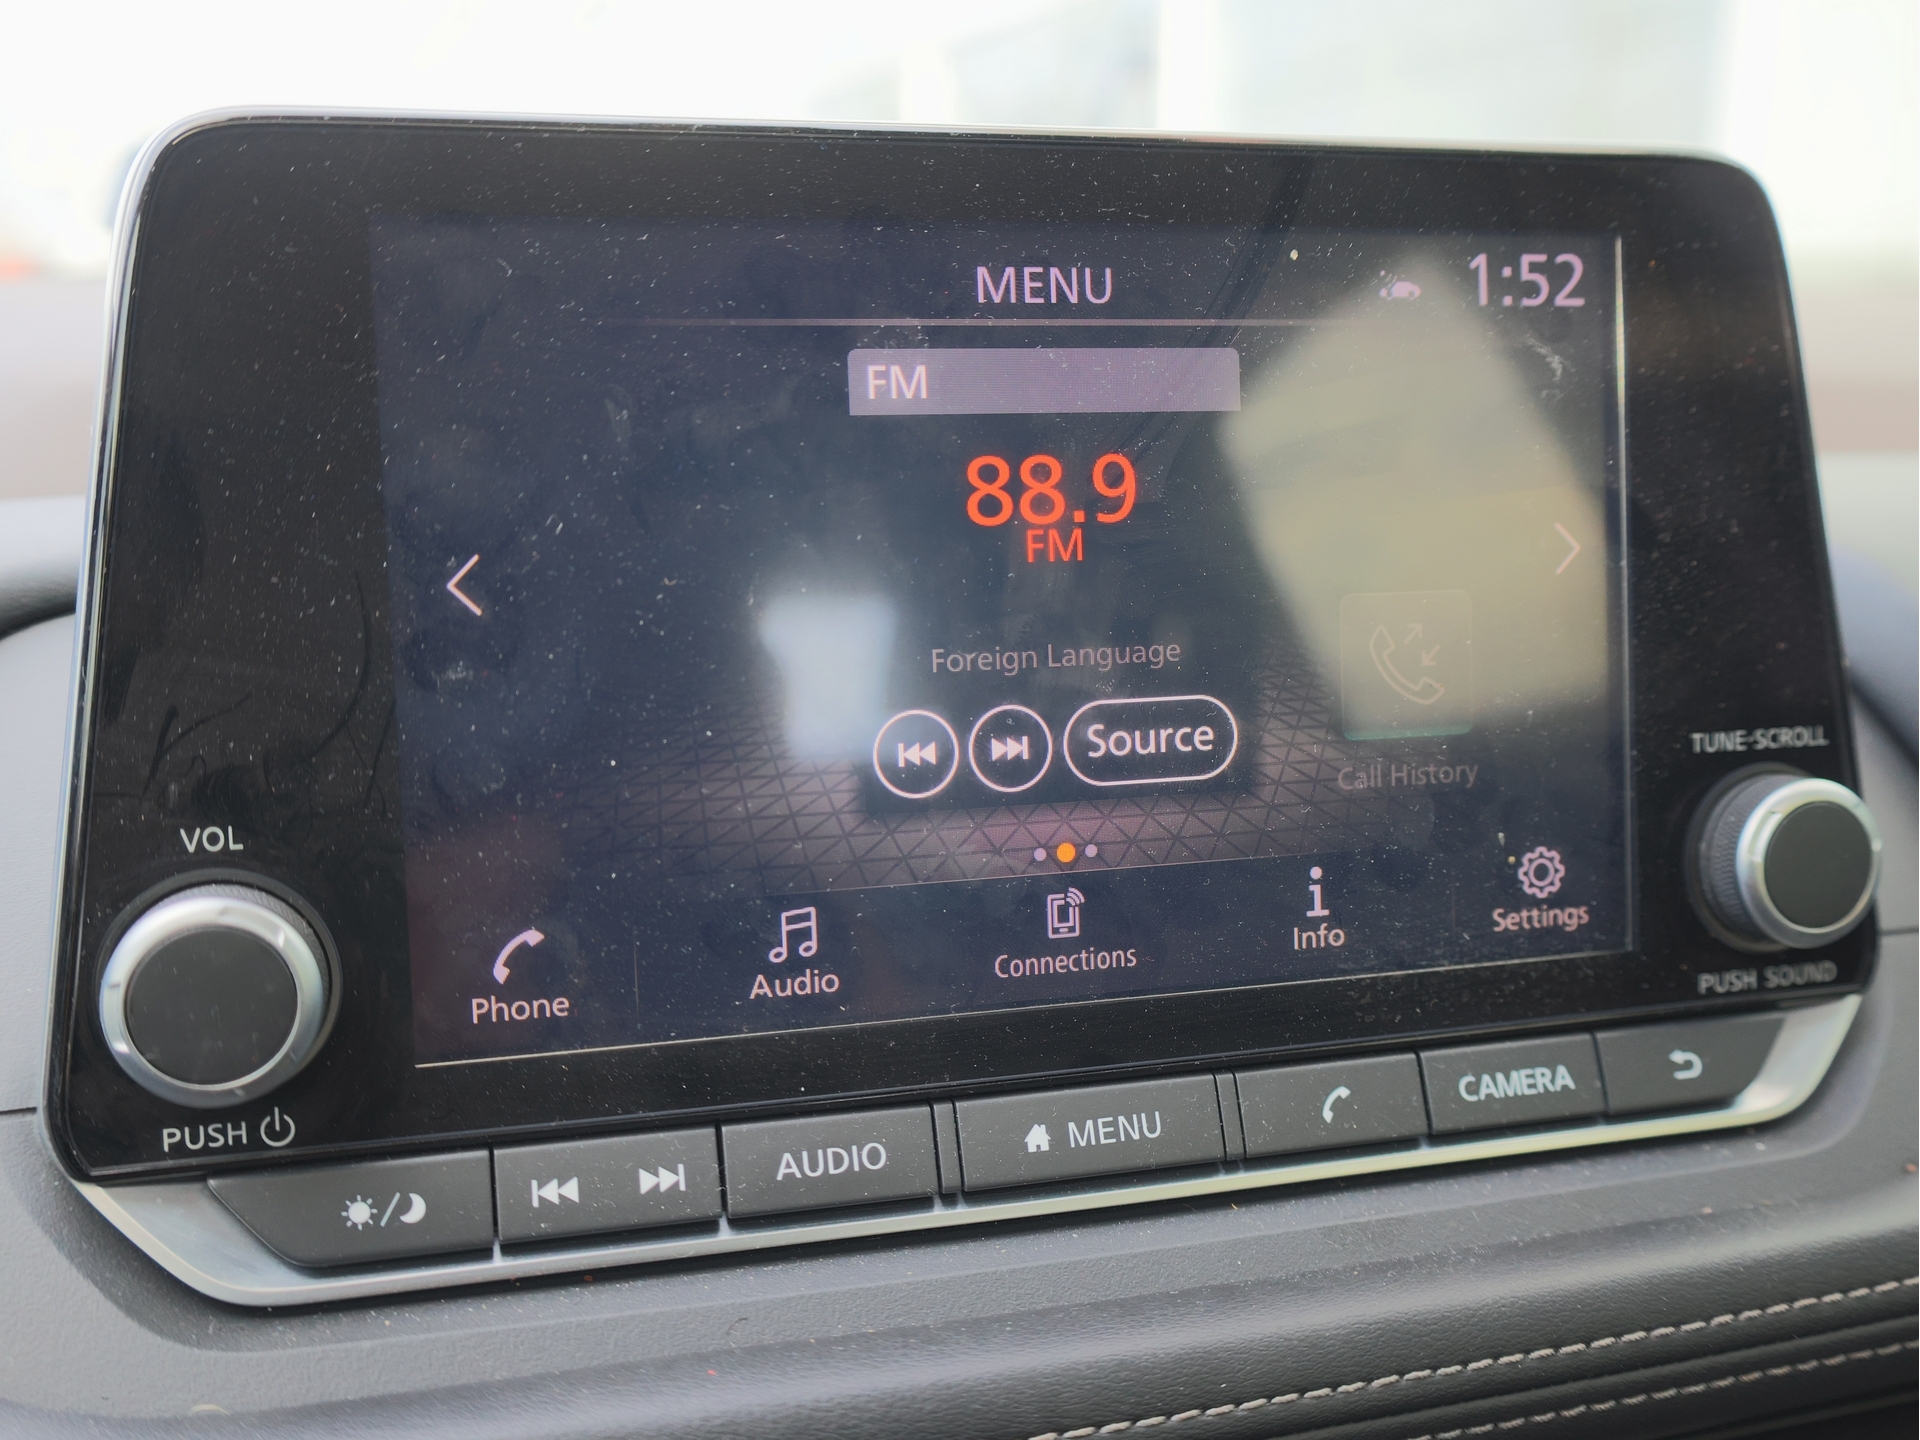 MENU
1:52
FM
88.9
FM
Foreign Language
Source
Call History
Phone
Audio
Connections
Info
Settings
VOL
PUSH
TUNE·SCROLL
PUSH SOUND
AUDIO
MENU
CAMERA